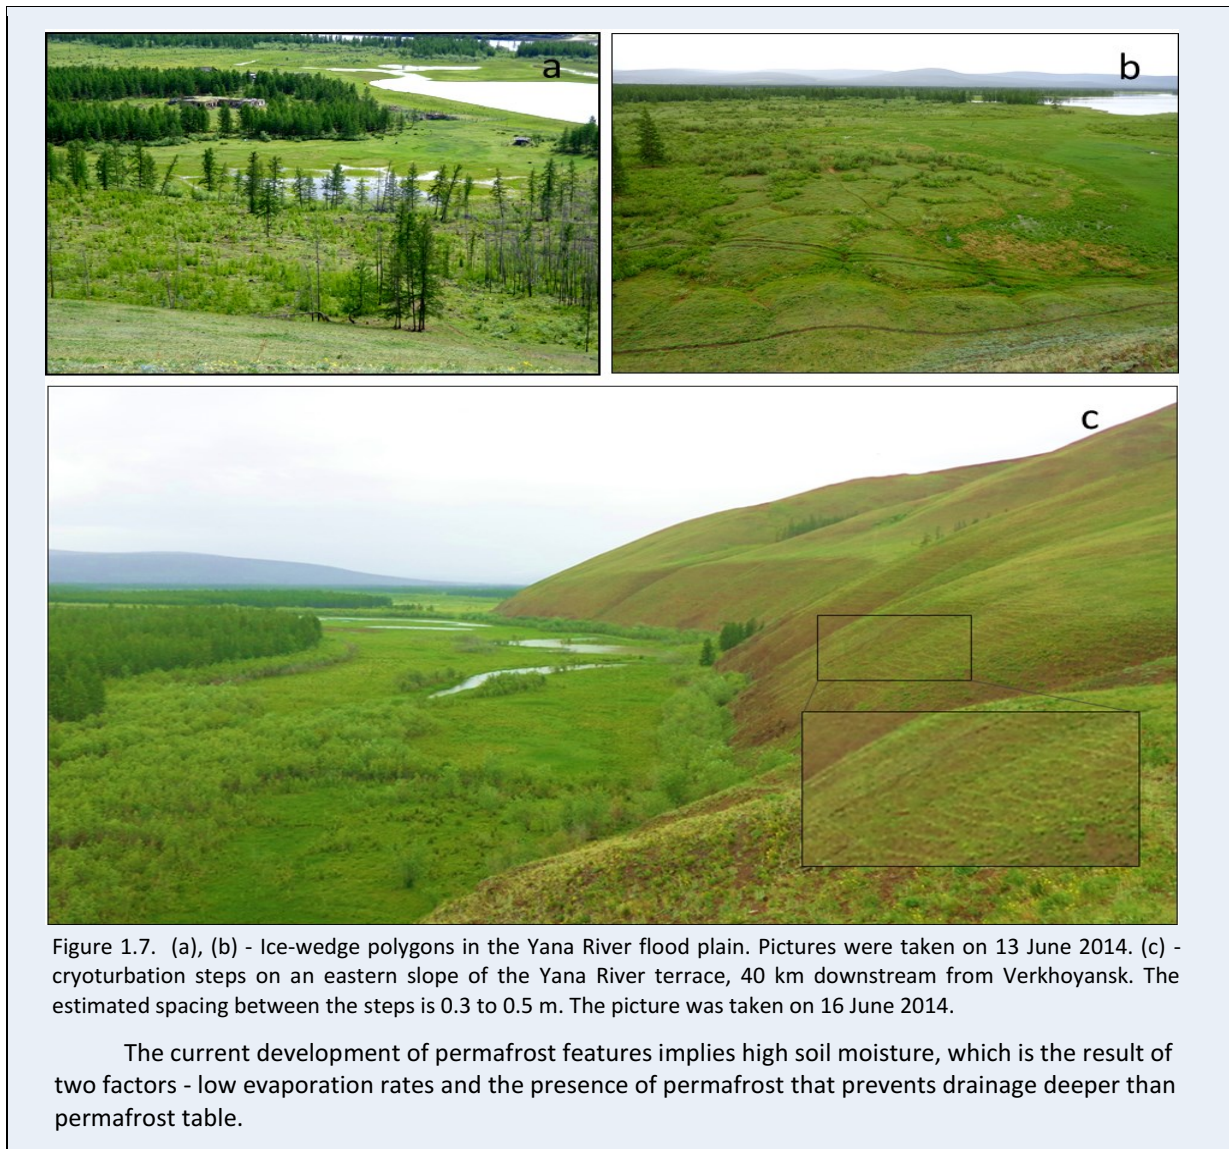 a
b
c
Figure 1.7. (a), (b) - Ice-wedge polygons in the Yana River flood plain. Pictures were taken on 13 June 2014. (c) -
cryoturbation steps on an eastern slope of the Yana River terrace, 40 km downstream from Verkhoyansk. The
estimated spacing between the steps is 0.3 to 0.5 m. The picture was taken on 16 June 2014.
The current development of permafrost features implies high soil moisture, which is the result of
two factors - low evaporation rates and the presence of permafrost that prevents drainage deeper than
permafrost table.